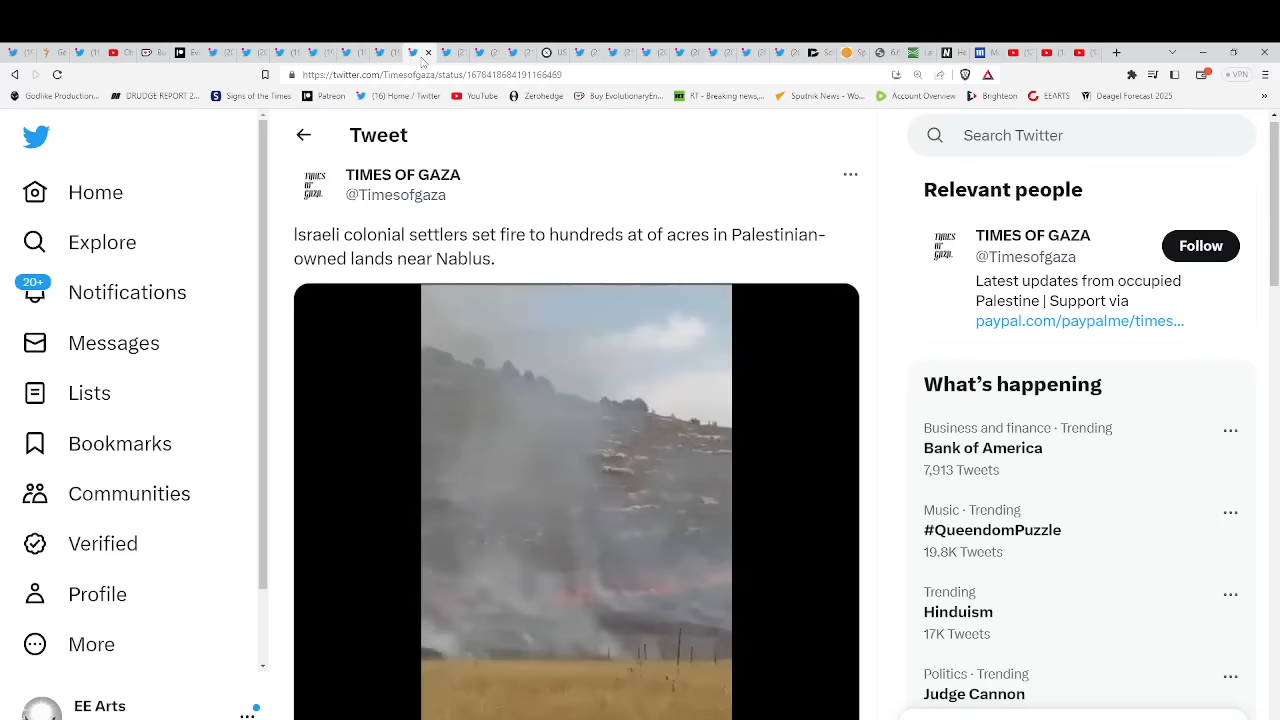 https://twitter.com/Timesofgaza/status/1678418684191166469
VPN
Godlike Production...
DRUDGE REPORT 2...
Signs of the Times
Patreon
(16) Home / Twitter
YouTube
Zerohedge
Buy EvolutionaryEn...
RT - Breaking news,...
Sputnik News - Wo...
Account Overview
Brighteon
EEARTS
Deagel Forecast 2025
»
Home
Explore
20+
Notifications
Messages
Lists
Bookmarks
Communities
Verified
Profile
More
EE Arts
Tweet
TIMES OF GAZA
@Timesofgaza
Israeli colonial settlers set fire to hundreds at of acres in Palestinian-
owned lands near Nablus.
Search Twitter
Relevant people
TIMES OF GAZA
@Timesofgaza
Follow
Latest updates from occupied
Palestine | Support via
paypal.com/paypalme/times...
What's happening
Business and finance · Trending
Bank of America
7,913 Tweets
Music · Trending
#QueendomPuzzle
19.8K Tweets
Trending
Hinduism
17K Tweets
Politics · Trending
Judge Cannon